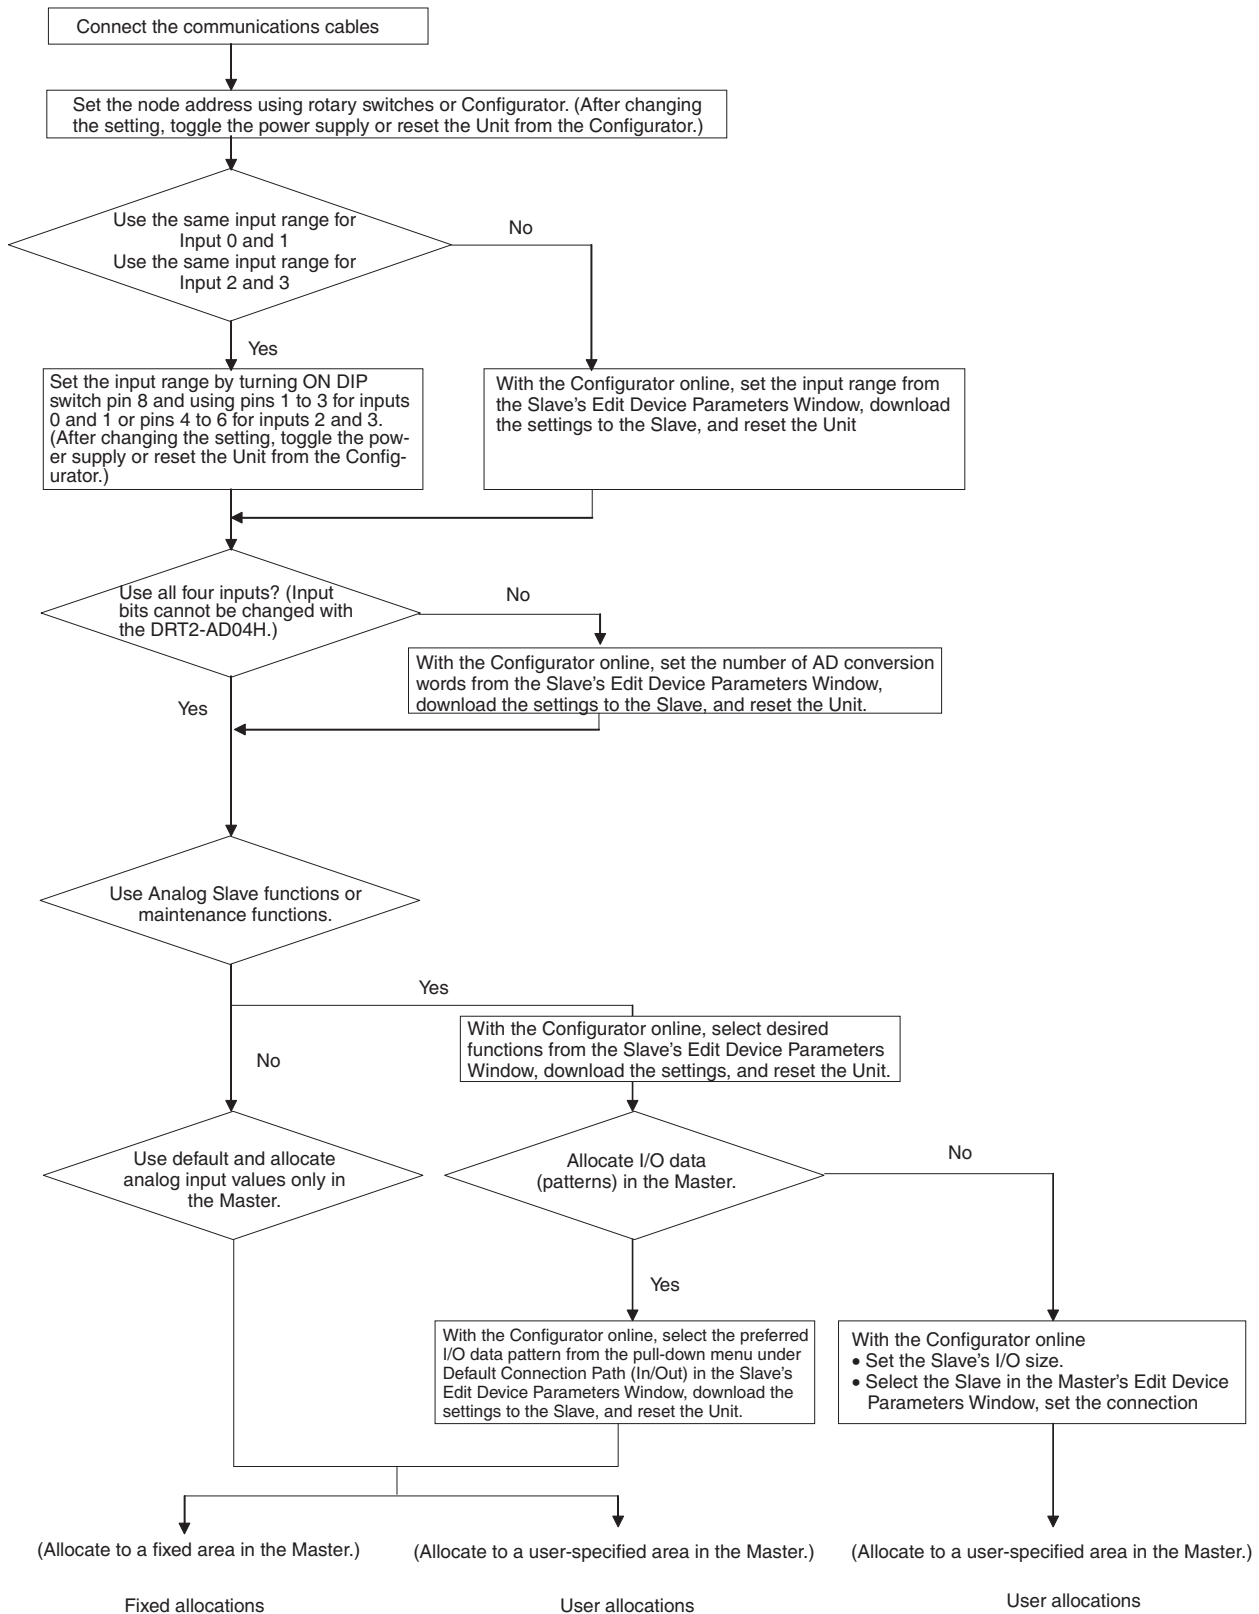 Connect the communications cables
Set the node address using rotary switches or Configurator. (After changing
the setting, toggle the power supply or reset the Unit from the Configurator.)
Use the same input range for
Input 0 and 1
Use the same input range for
Input 2 and 3
No
Yes
Set the input range by turning ON DIP
switch pin 8 and using pins 1 to 3 for inputs
0 and 1 or pins 4 to 6 for inputs 2 and 3.
(After changing the setting, toggle the pow-
er supply or reset the Unit from the Config-
urator.)
With the Configurator online, set the input range from
the Slave's Edit Device Parameters Window, download
the settings to the Slave, and reset the Unit
Use all four inputs? (Input
bits cannot be changed with
the DRT2-AD04H.)
No
With the Configurator online, set the number of AD conversion
words from the Slave's Edit Device Parameters Window,
download the settings to the Slave, and reset the Unit.
Yes
Use Analog Slave functions or
maintenance functions.
Yes
With the Configurator online, select desired
functions from the Slave's Edit Device Parameters
Window, download the settings, and reset the Unit.
No
Use default and allocate
analog input values only in
the Master.
Allocate I/O data
(patterns) in the Master.
No
Yes
With the Configurator online, select the preferred
I/O data pattern from the pull-down menu under
Default Connection Path (In/Out) in the Slave's
Edit Device Parameters Window, download the
settings to the Slave, and reset the Unit.
With the Configurator online
• Set the Slave's I/O size.
• Select the Slave in the Master's Edit Device
Parameters Window, set the connection
(Allocate to a fixed area in the Master.)
(Allocate to a user-specified area in the Master.)
(Allocate to a user-specified area in the Master.)
Fixed allocations
User allocations
User allocations